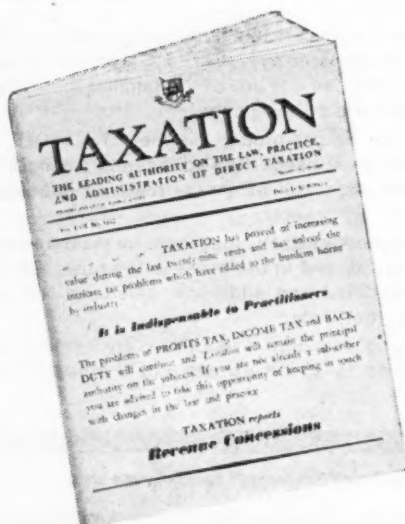 TAXATION
THE LEADING AUTHORITY ON THE LAW, PRACTICE,
AND ADMINISTRATION OF DIRECT TAXATION
TAXATION has proved of increasing
value during the last twenty-nine years and has solved the
intricate tax problems which have added to the burdens borne
by industry.
It is Indispensable to Practitioners
The problems of PROFITS TAX, INCOME TAX and BACK
DUTY will continue and Taxation will remain the principal
authority on the subjects. If you are not already a subscriber
you are advised to take this opportunity of keeping in touch
with changes in the law and practice.
TAXATION reports
Revenue Concessions